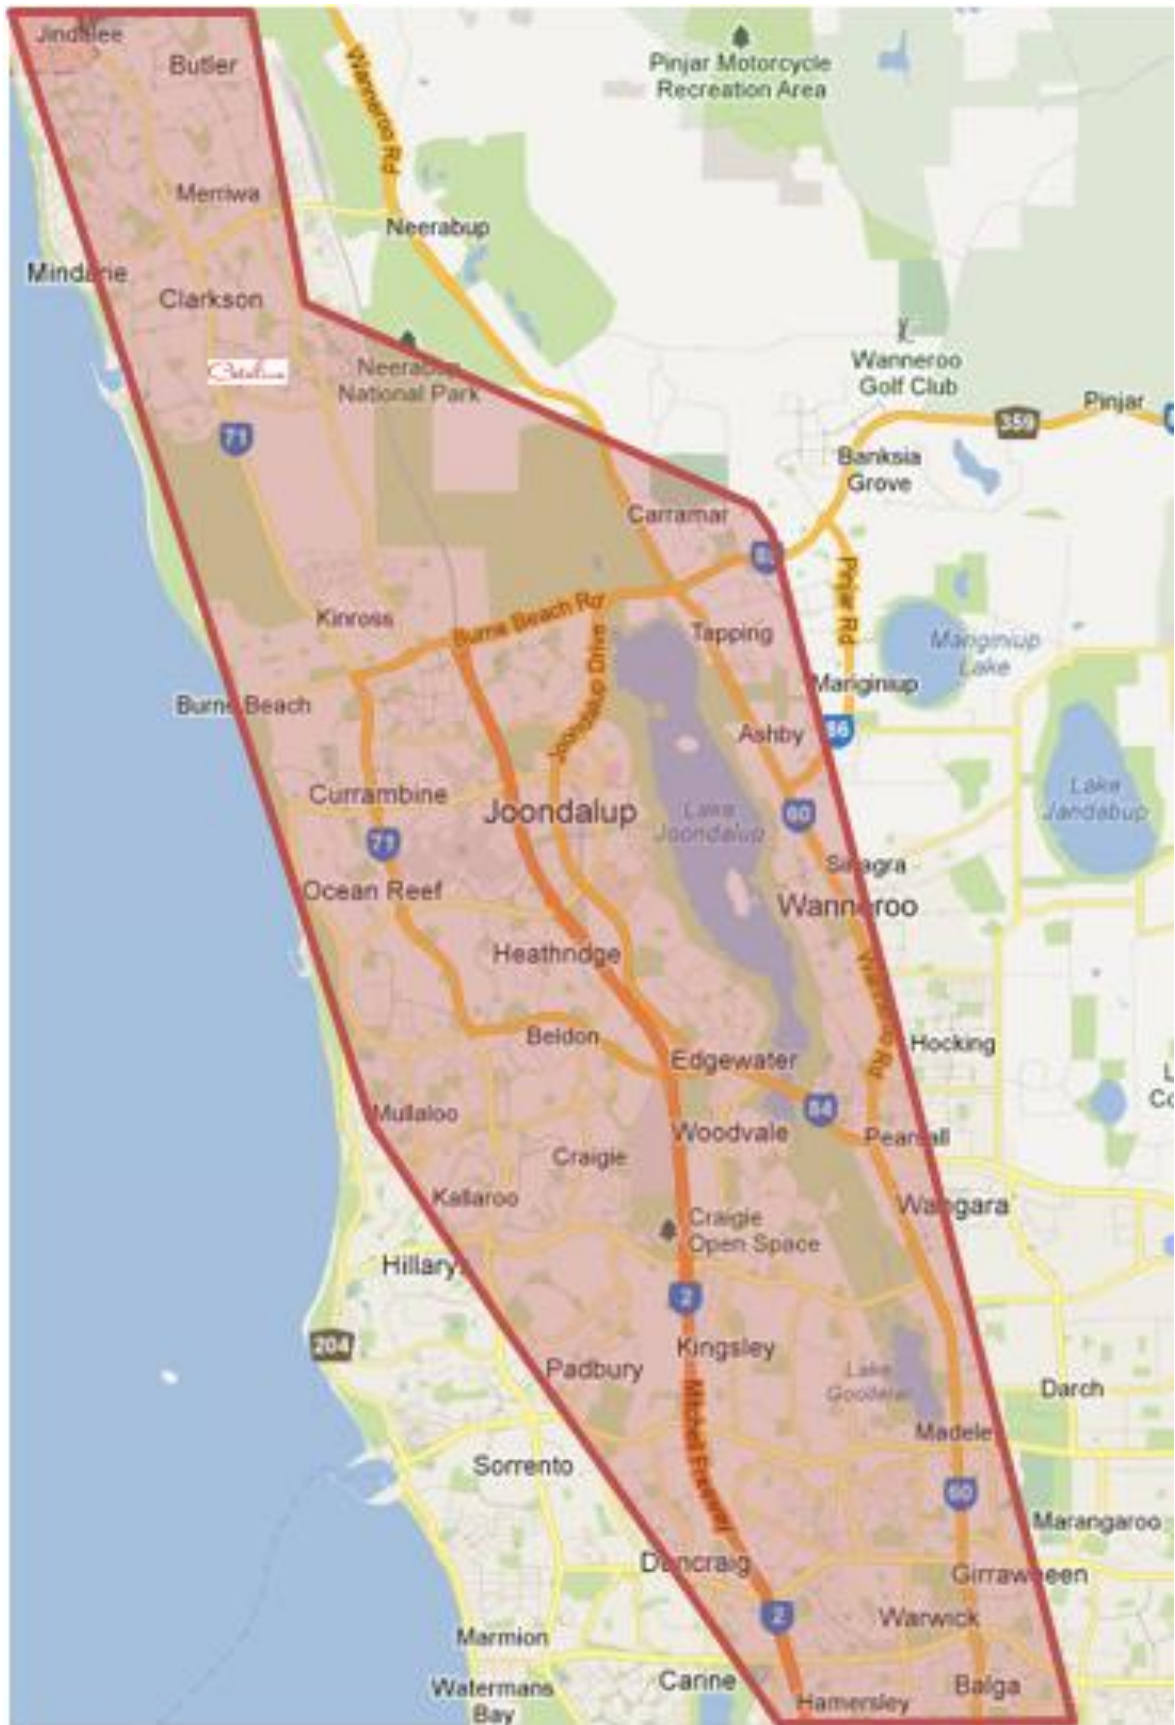 Jindalee
Butler
Wanneroo Rd
Pinjar Motorcycle
Recreation Area
Merriwa
Neerabup
Mindarie
Clarkson
Catalina
Neerabup
National Park
Wanneroo
Golf Club
Pinjar
359
71
Banksia
Grove
Carramar
Kinross
Burns Beach Rd
Joondalup Drive
Tapping
Pinjar Rd
Mariginiup
Lake
Mariginiup
Burns Beach
Ashby
86
Currambine
Joondalup
Lake
Joondalup
60
Lake
Jandabup
71
Sinagra
Ocean Reef
Wanneroo
Heathridge
Wanneroo Rd
Beldon
Edgewater
Hocking
84
Mullaloo
Woodvale
Pearsall
Craigie
Kallaroo
Wangara
Craigie
Open Space
Hillarys
2
204
Kingsley
Padbury
Lake
Goollelal
Darch
Mitchell Freeway
Madeley
Sorrento
60
Marangaroo
Duncraig
Girrawheen
2
Warwick
Marmion
Carine
Balga
Watermans
Bay
Hamersley